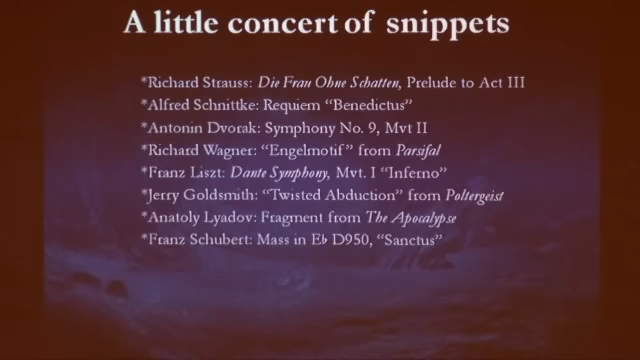 A little concert of snippets
*Richard Strauss: Die Frau Ohne Schatten, Prelude to Act III
*Alfred Schnittke: Requiem “Benedictus”
*Antonin Dvorak: Symphony No. 9, Mvt II
*Richard Wagner: “Engelmotif” from Parsifal
*Franz Liszt: Dante Symphony, Mvt. I “Inferno”
*Jerry Goldsmith: “Twisted Abduction” from Poltergeist
*Anatoly Lyadov: Fragment from The Apocalypse
*Franz Schubert: Mass in E♭ D950, “Sanctus”